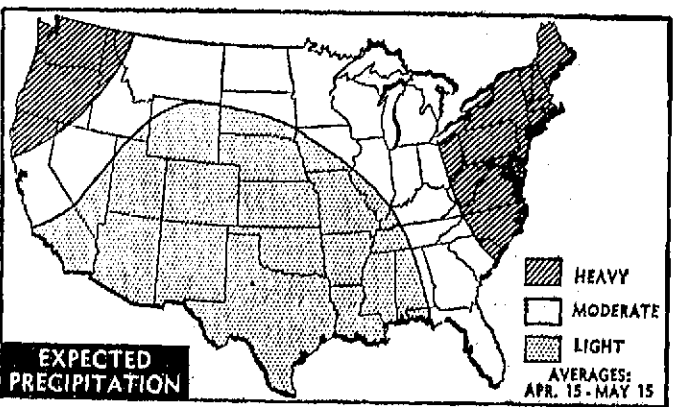 HEAVY
MODERATE
LIGHT
AVERAGES:
APR. 15 - MAY 15
EXPECTED
PRECIPITATION